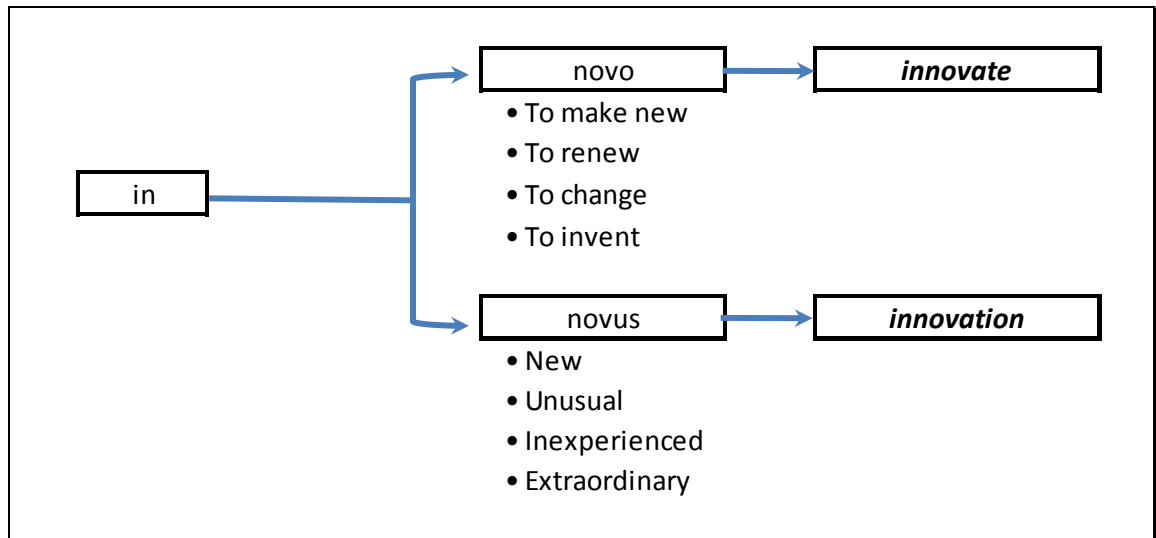 in
novo
innovate
• To make new
• To renew
• To change
• To invent
novus
innovation
• New
• Unusual
• Inexperienced
• Extraordinary